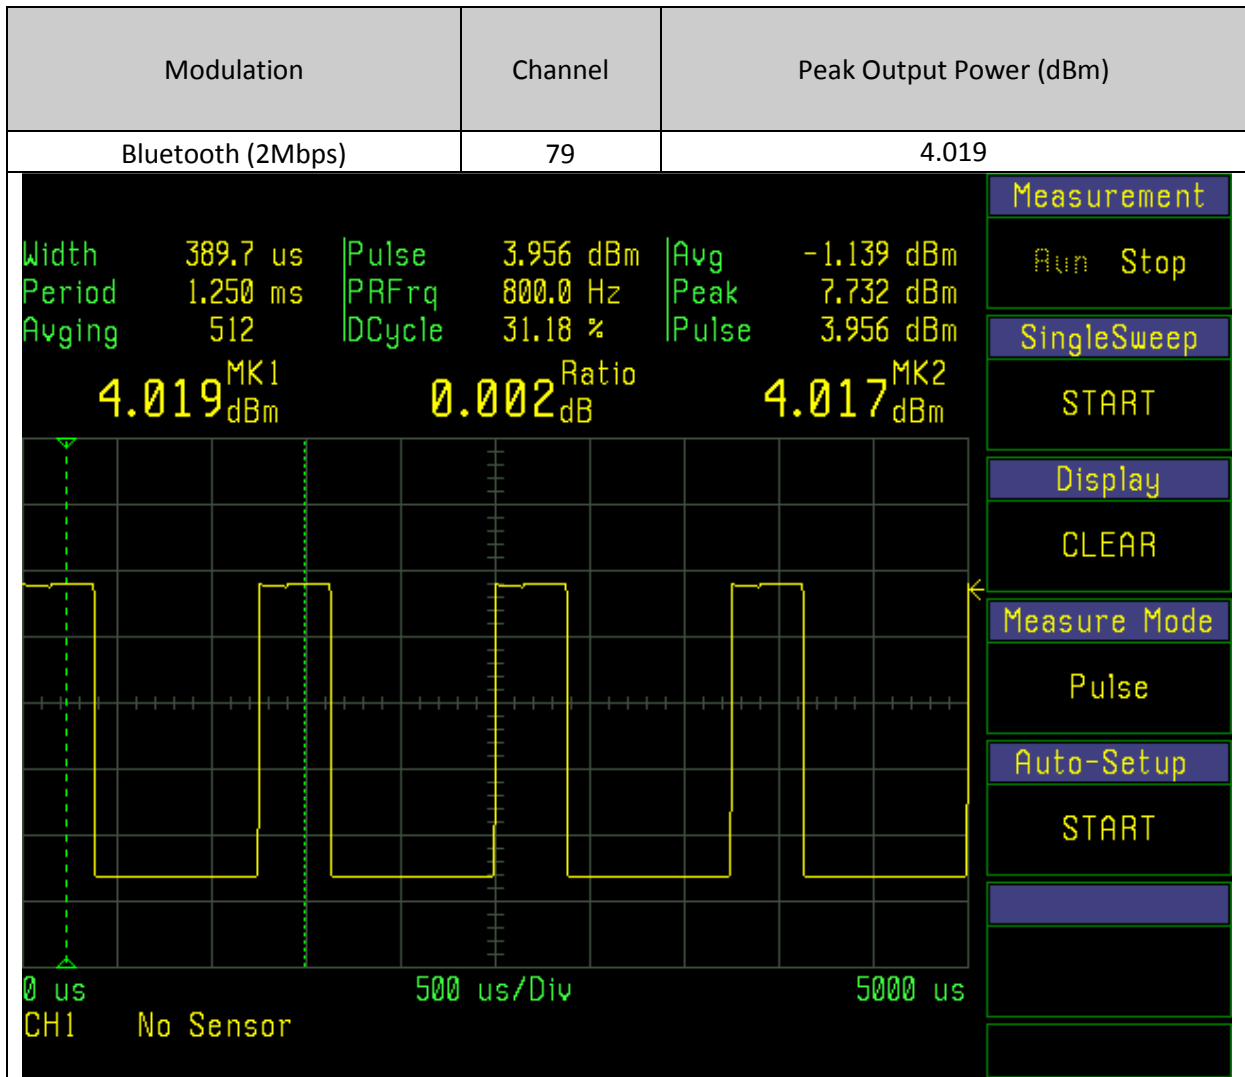 Modulation Channel Peak Output Power (dBm)
Bluetooth (2Mbps) 79 4.019
Measurement
Width 389.7 us Pulse 3.956 dBm Avg -1.139 dBm
Run Stop
Period 1.250 ms PRFrq 800.0 Hz Peak 7.732 dBm
Avging 512 DCycle 31.18 % Pulse 3.956 dBm
SingleSweep
4.019 dBm MK1 0.002 dB Ratio 4.017 dBm MK2
START
Display
CLEAR
Measure Mode
Pulse
Auto-Setup
START
0 us 500 us/Div 5000 us
CH1 No Sensor